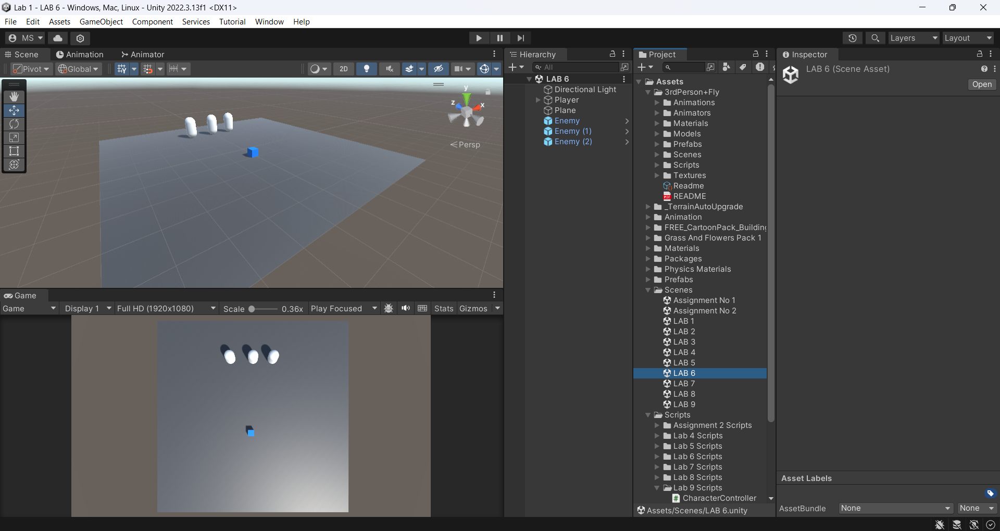 Lab 1 - LAB 6 - Windows, Mac, Linux - Unity 2022.3.13f1 <DX11>
File Edit Assets GameObject Component Services Tutorial Window Help
MS
Layers
Layout
Scene
Animation
Animator
Pivot
Global
2D
y
z
x
Persp
Game
Game
Display 1
Full HD (1920x1080)
Scale
0.36x
Play Focused
Stats
Gizmos
Hierarchy
All
LAB 6
Directional Light
Player
Plane
Enemy
Enemy (1)
Enemy (2)
Project
Assets
3rdPerson+Fly
Animations
Animators
Materials
Models
Prefabs
Scenes
Scripts
Textures
Readme
README
_TerrainAutoUpgrade
Animation
FREE_CartoonPack_Building
Grass And Flowers Pack 1
Materials
Packages
Physics Materials
Prefabs
Scenes
Assignment No 1
Assignment No 2
LAB 1
LAB 2
LAB 3
LAB 4
LAB 5
LAB 6
LAB 7
LAB 8
LAB 9
Scripts
Assignment 2 Scripts
Lab 4 Scripts
Lab 5 Scripts
Lab 6 Scripts
Lab 7 Scripts
Lab 8 Scripts
Lab 9 Scripts
CharacterController
Assets/Scenes/LAB 6.unity
Inspector
LAB 6 (Scene Asset)
Open
Asset Labels
AssetBundle
None
None